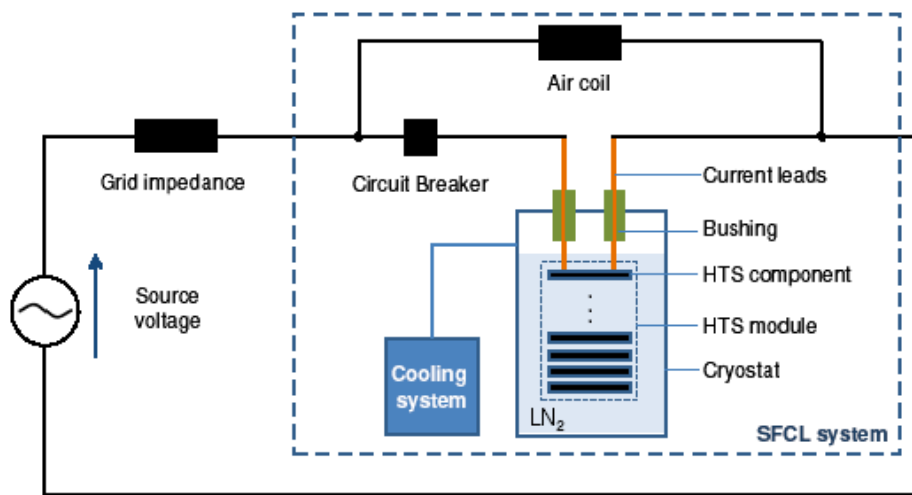 Air coil
Grid impedance
Circuit Breaker
Current leads
Bushing
HTS component
HTS module
Cryostat
Source
voltage
Cooling
system
LN₂
SFCL system